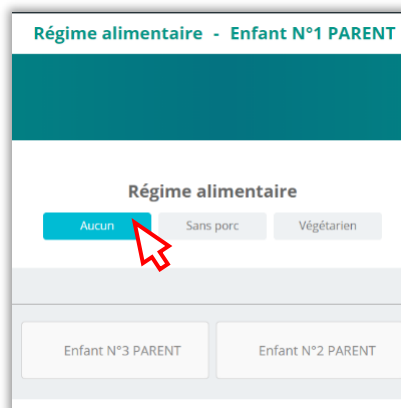 Régime alimentaire - Enfant N°1 PARENT
Régime alimentaire
Aucun Sans porc Végétarien
Enfant N°3 PARENT Enfant N°2 PARENT